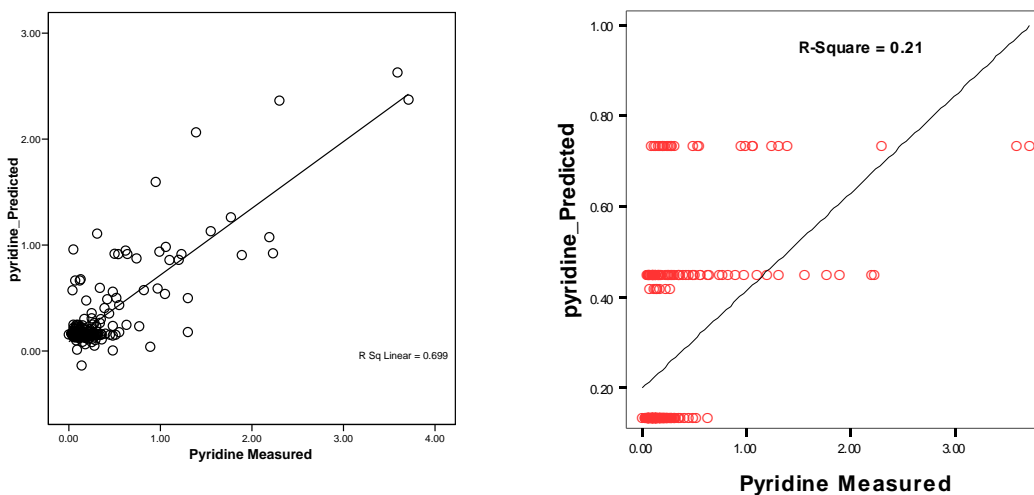 3.00
2.00
1.00
0.00
pyridine_Predicted
0.00 1.00 2.00 3.00 4.00
Pyridine Measured
R Sq Linear = 0.699
1.00
0.80
0.60
0.40
0.20
pyridine_Predicted
R-Square = 0.21
0.00 1.00 2.00 3.00
Pyridine Measured